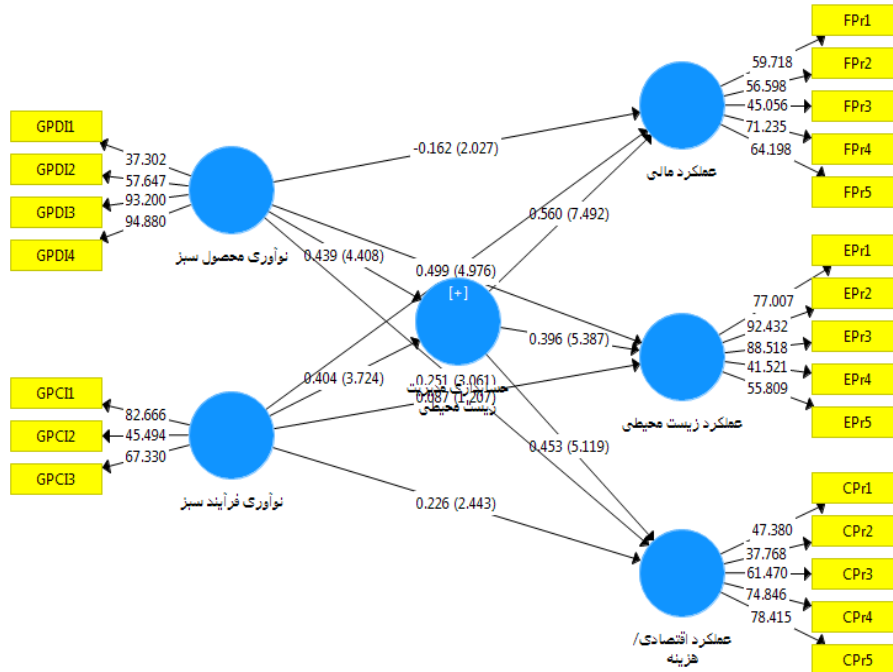 FPr1
FPr2
FPr3
FPr4
FPr5
59.718
56.598
45.056
71.235
64.198
عملکرد مالی
GPDI1
GPDI2
GPDI3
GPDI4
37.302
57.647
93.200
94.880
نوآوری محصول سبز
-0.162 (2.027)
0.560 (7.492)
0.439 (4.408)
0.499 (4.976)
[+]
حسابداری مدیریت
زیست محیطی
0.396 (5.387)
0.404 (3.724)
0.251 (3.061)
0.087 (1.207)
0.453 (5.119)
0.226 (2.443)
EPr1
EPr2
EPr3
EPr4
EPr5
77.007
92.432
88.518
41.521
55.809
عملکرد زیست محیطی
GPCI1
GPCI2
GPCI3
82.666
45.494
67.330
نوآوری فرآیند سبز
CPr1
CPr2
CPr3
CPr4
CPr5
47.380
37.768
61.470
74.846
78.415
عملکرد اقتصادی/
هزینه